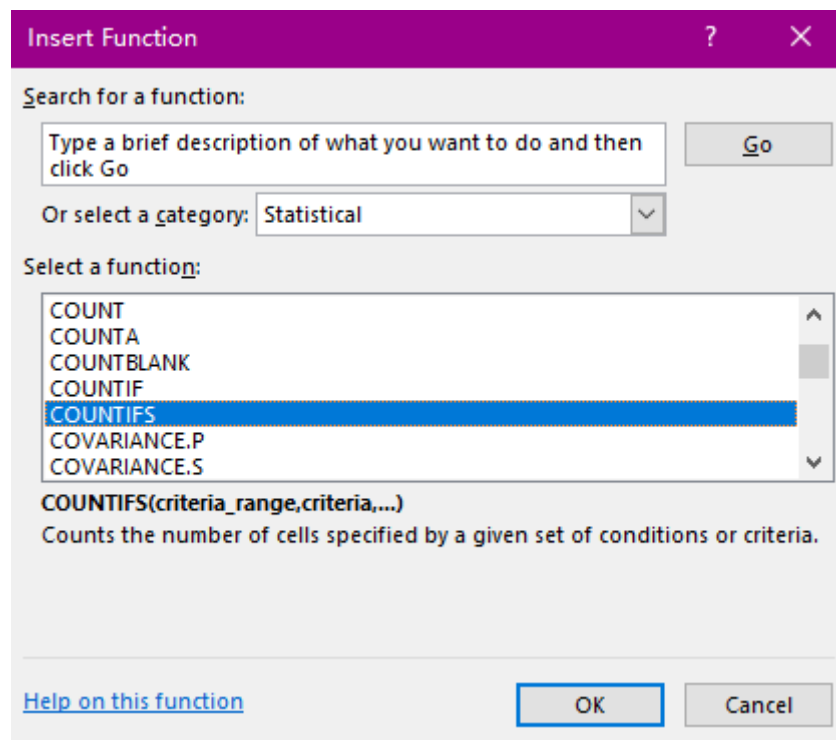 Insert Function
?
Search for a function:
Type a brief description of what you want to do and then
click Go
Go
Or select a category: Statistical
Select a function:
COUNT
COUNTA
COUNTBLANK
COUNTIF
COUNTIFS
COVARIANCE.P
COVARIANCE.S
COUNTIFS(criteria_range,criteria,...)
Counts the number of cells specified by a given set of conditions or criteria.
Help on this function
OK
Cancel